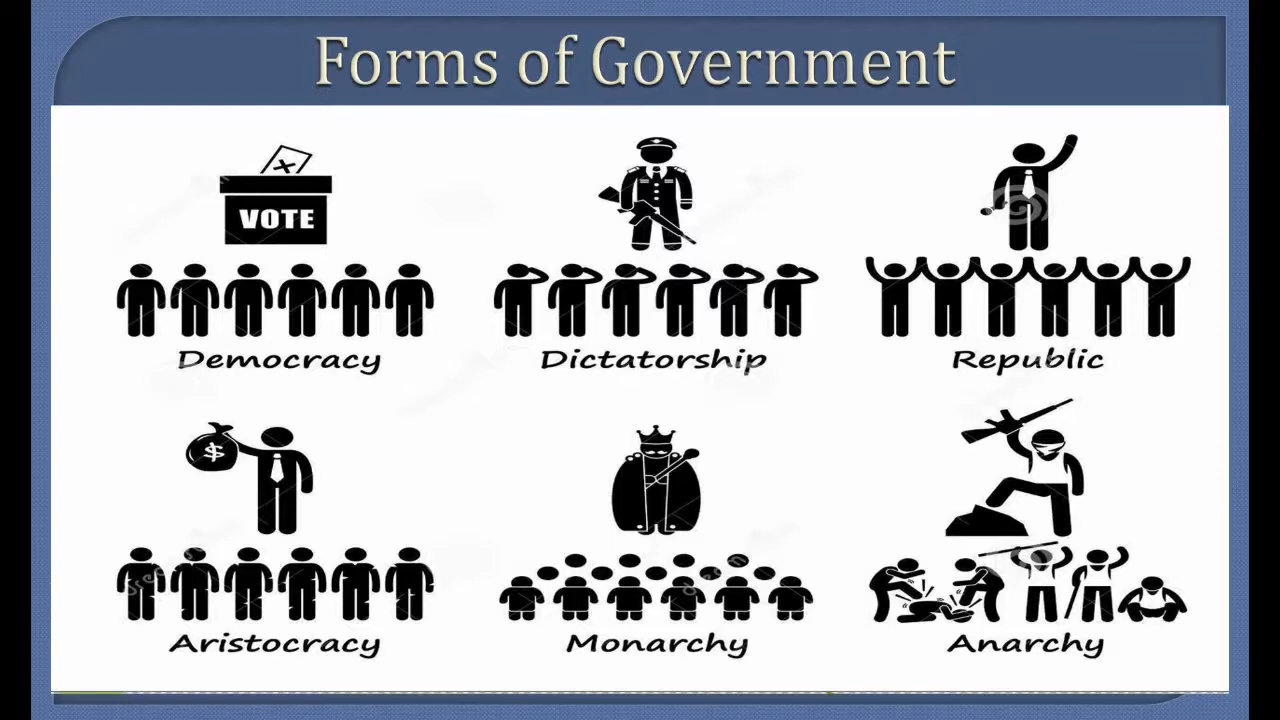 Forms of Government
VOTE
Democracy
Dictatorship
Republic
$
Aristocracy
Monarchy
Anarchy